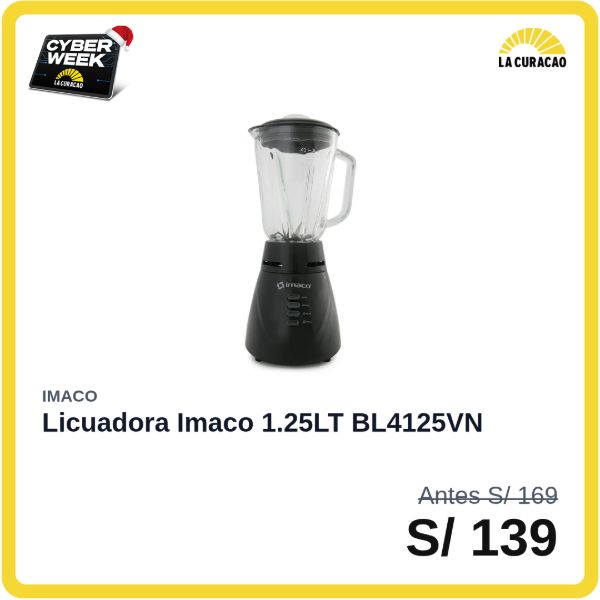 CYBER
WEEK
LA CURACAO
LA CURACAO
imaco
IMACO
Licuadora Imaco 1.25LT BL4125VN
Antes S/ 169
S/ 139